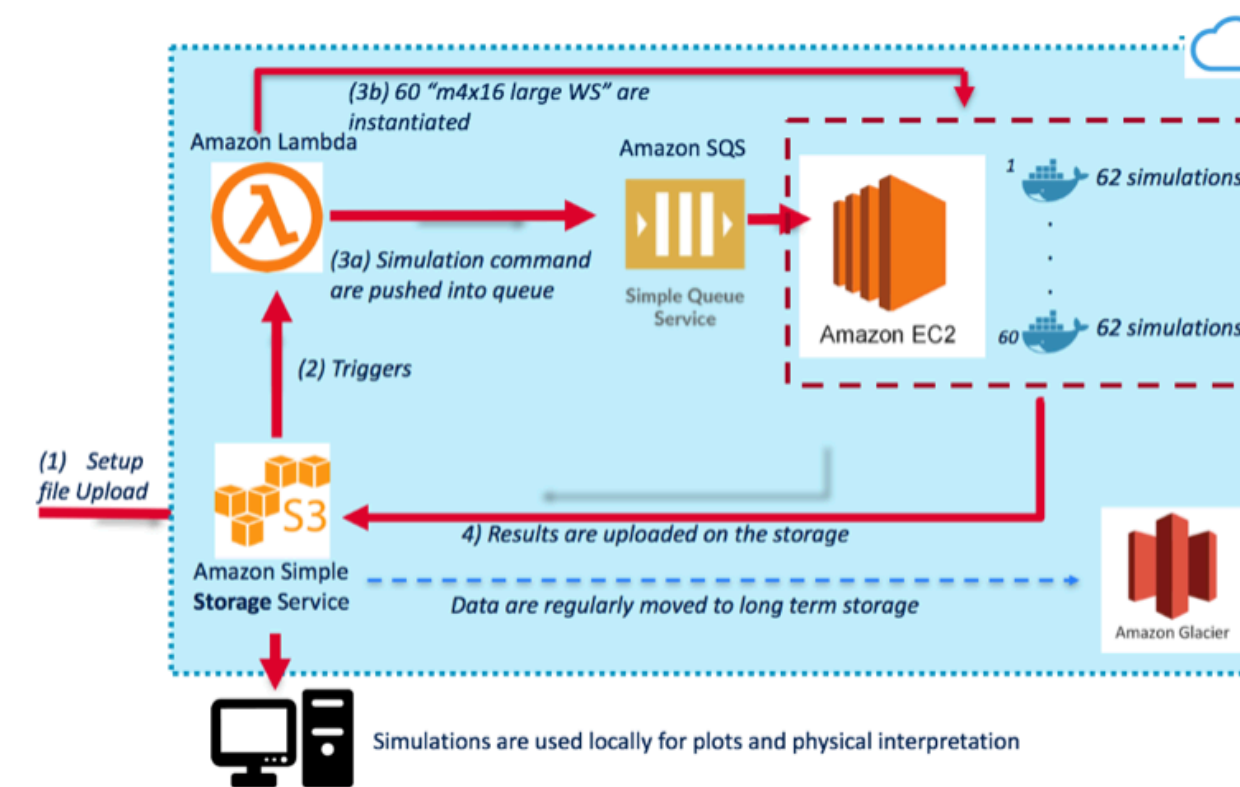 (3b) 60 “m4x16 large WS” are
instantiated
Amazon Lambda
Amazon SQS
1
62 simulations
(3a) Simulation command
are pushed into queue
Simple Queue
Service
Amazon EC2
60
62 simulations
(2) Triggers
(1) Setup
file Upload
S3
4) Results are uploaded on the storage
Amazon Simple
Storage Service
Data are regularly moved to long term storage
Amazon Glacier
Simulations are used locally for plots and physical interpretation